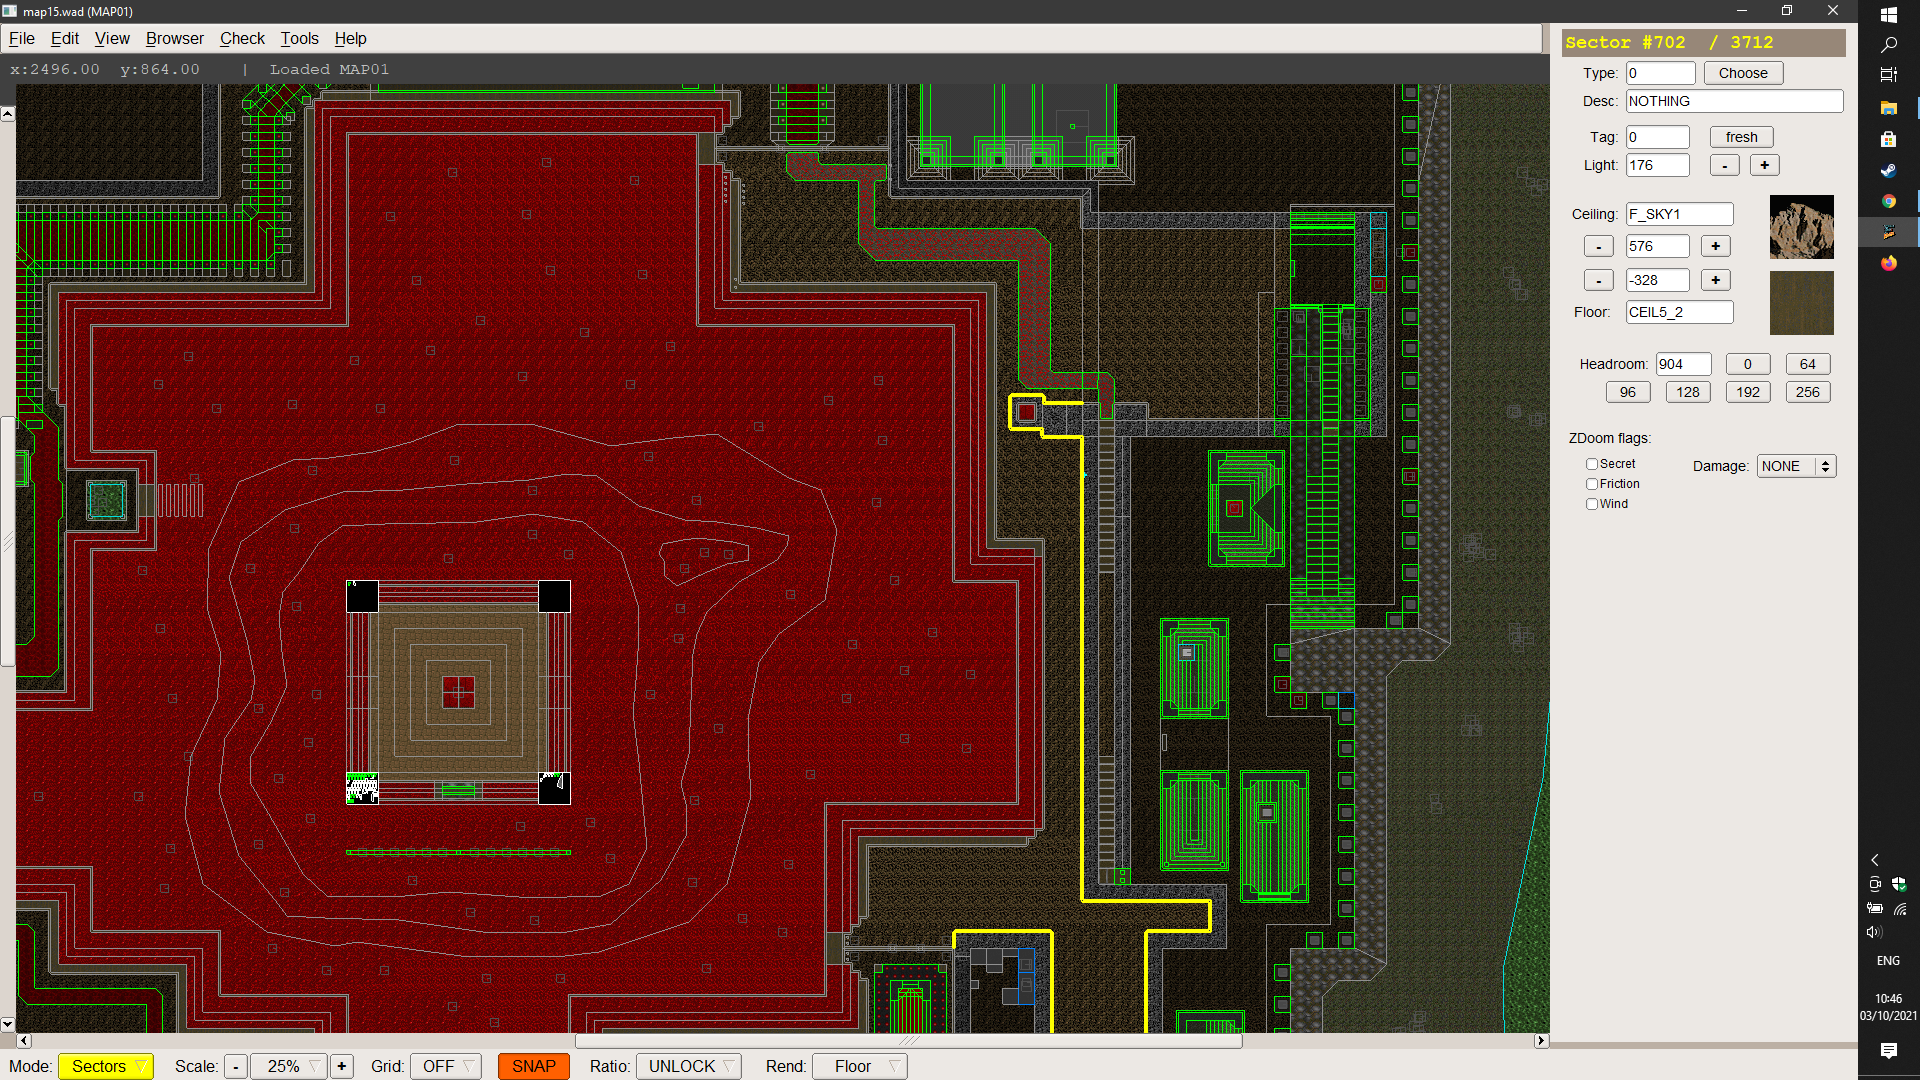 map15.wad (MAP01)
File Edit View Browser Check Tools Help
x:2496.00 y:864.00 | Loaded MAP01
Sector #702 / 3712
Type: 0 Choose
Desc: NOTHING
Tag: 0 fresh
Light: 176 - +
Ceiling: F_SKY1
- 576 +
- -328 +
Floor: CEIL5_2
Headroom: 904 0 64
96 128 192 256
ZDoom flags:
Secret
Damage: NONE
Friction
Wind
ENG
10:46
03/10/2021
Mode: Sectors Scale: - 25% + Grid: OFF SNAP Ratio: UNLOCK Rend: Floor